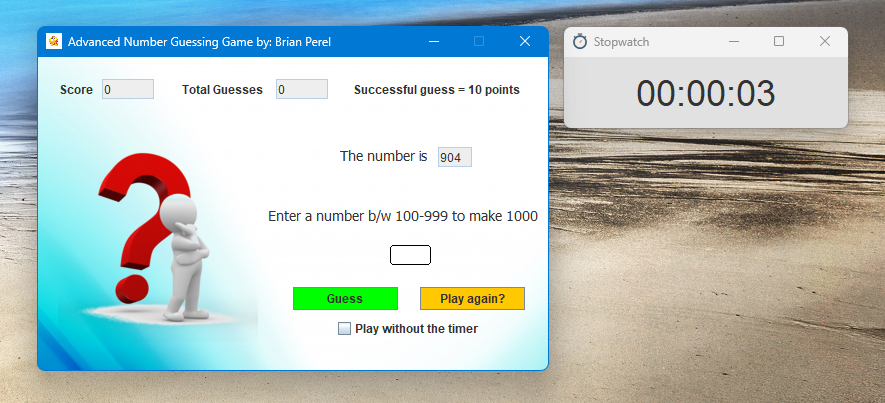 Advanced Number Guessing Game by: Brian Perel
Score 0 Total Guesses 0 Successful guess = 10 points
The number is 904
Enter a number b/w 100-999 to make 1000
Guess Play again?
Play without the timer
Stopwatch
00:00:03